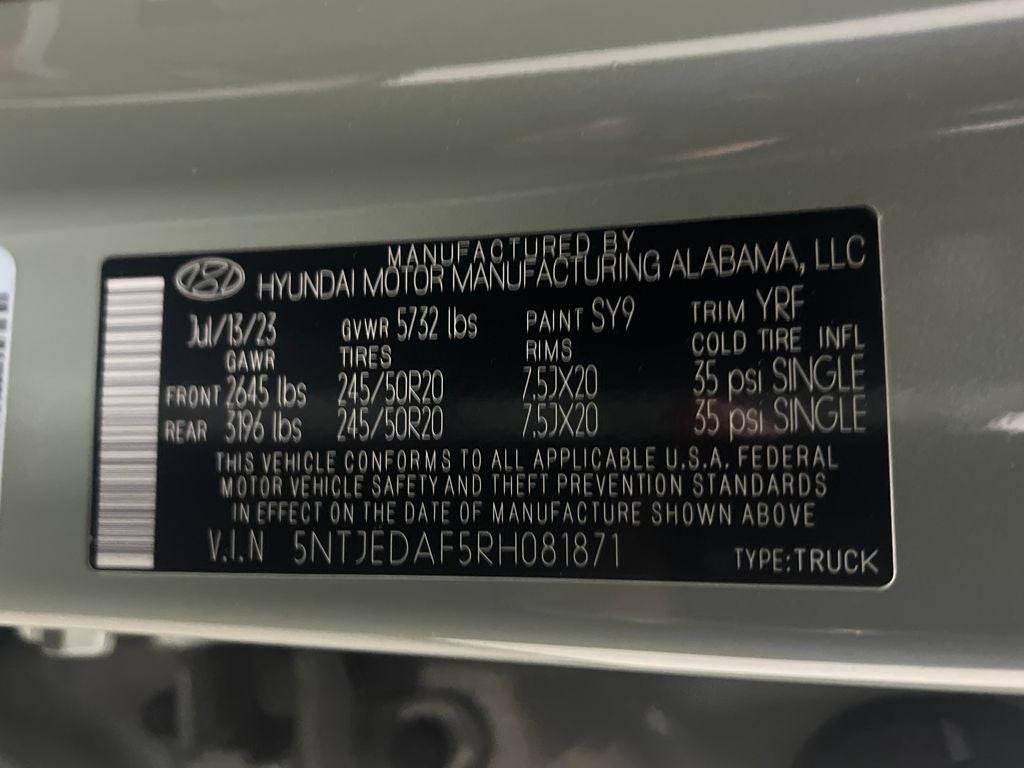 MANUFACTURED BY
HYUNDAI MOTOR MANUFACTURING ALABAMA, LLC
Jul/13/23 GVWR 5732 lbs PAINT SY9 TRIM YRF
GAWR TIRES RIMS COLD TIRE INFL
FRONT 2645 lbs 245/50R20 7.5JX20 35 psi SINGLE
REAR 3196 lbs 245/50R20 7.5JX20 35 psi SINGLE
THIS VEHICLE CONFORMS TO ALL APPLICABLE U.S.A. FEDERAL
MOTOR VEHICLE SAFETY AND THEFT PREVENTION STANDARDS
IN EFFECT ON THE DATE OF MANUFACTURE SHOWN ABOVE
V.I.N 5NTJEDAF5RH081871 TYPE:TRUCK